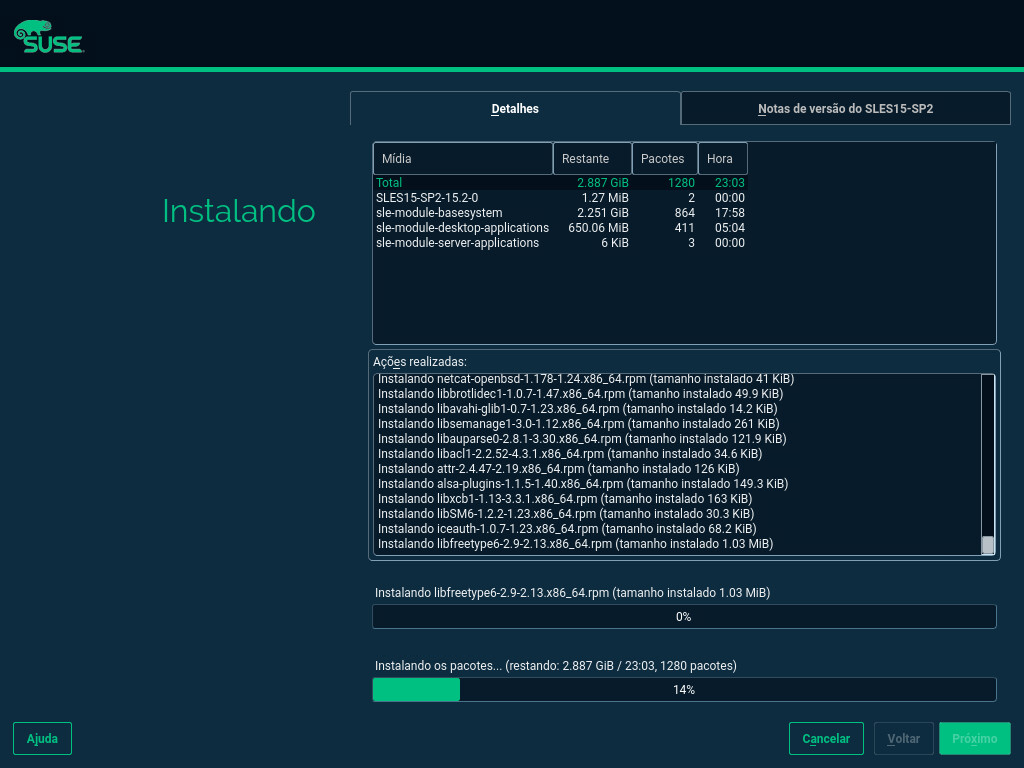 SUSE
Detalhes
Notas de versão do SLES15-SP2
Instalando
Mídia Restante Pacotes Hora
Total 2.887 GiB 1280 23:03
SLES15-SP2-15.2-0 1.27 MiB 2 00:00
sle-module-basesystem 2.251 GiB 864 17:58
sle-module-desktop-applications 650.06 MiB 411 05:04
sle-module-server-applications 6 KiB 3 00:00
Ações realizadas:
Instalando netcat-openbsd-1.178-1.24.x86_64.rpm (tamanho instalado 41 KiB)
Instalando libbrotlidec1-1.0.7-1.47.x86_64.rpm (tamanho instalado 49.9 KiB)
Instalando libavahi-glib1-0.7-1.23.x86_64.rpm (tamanho instalado 14.2 KiB)
Instalando libsemanage1-3.0-1.12.x86_64.rpm (tamanho instalado 261 KiB)
Instalando libauparse0-2.8.1-3.30.x86_64.rpm (tamanho instalado 121.9 KiB)
Instalando libacl1-2.2.52-4.3.1.x86_64.rpm (tamanho instalado 34.6 KiB)
Instalando attr-2.4.47-2.19.x86_64.rpm (tamanho instalado 126 KiB)
Instalando alsa-plugins-1.1.5-1.40.x86_64.rpm (tamanho instalado 149.3 KiB)
Instalando libxcb1-1.13-3.3.1.x86_64.rpm (tamanho instalado 163 KiB)
Instalando libSM6-1.2.2-1.23.x86_64.rpm (tamanho instalado 30.3 KiB)
Instalando iceauth-1.0.7-1.23.x86_64.rpm (tamanho instalado 68.2 KiB)
Instalando libfreetype6-2.9-2.13.x86_64.rpm (tamanho instalado 1.03 MiB)
Instalando libfreetype6-2.9-2.13.x86_64.rpm (tamanho instalado 1.03 MiB)
0%
Instalando os pacotes... (restando: 2.887 GiB / 23:03, 1280 pacotes)
14%
Ajuda
Cancelar
Voltar
Próximo